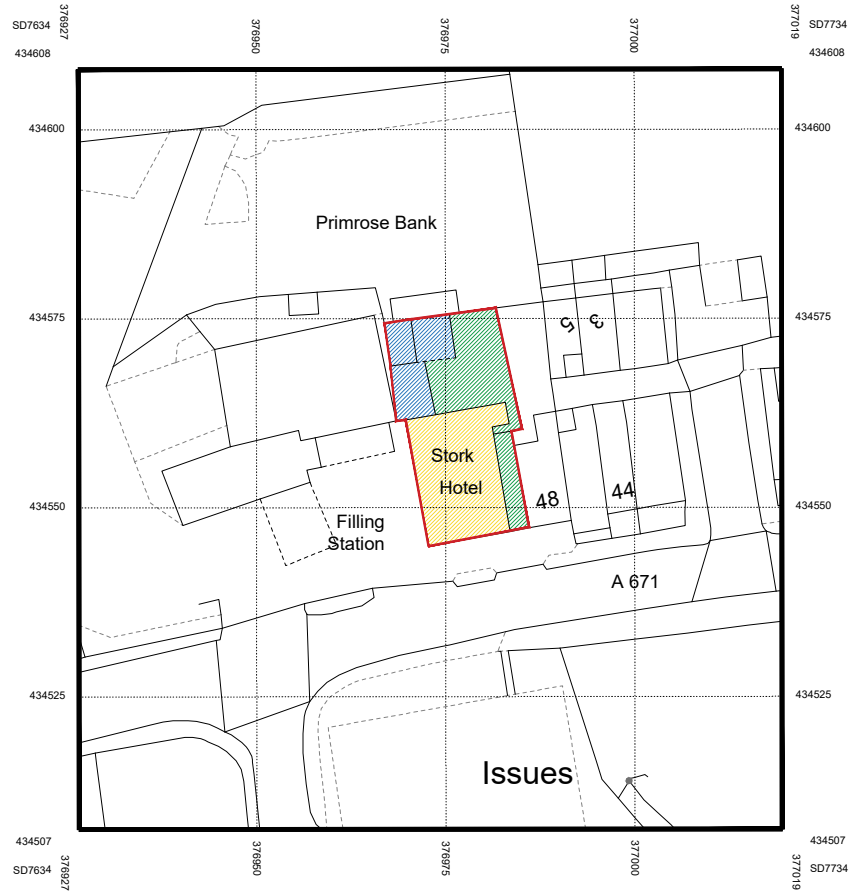 376927
376950
376975
377000
377019
SD7634
SD7734
434608
434608
434600
434600
Primrose Bank
434575
434575
5
3
Stork
Hotel
48
44
434550
434550
Filling
Station
A 671
434525
434525
Issues
434507
434507
SD7634
SD7734
376927
376950
376975
377000
377019